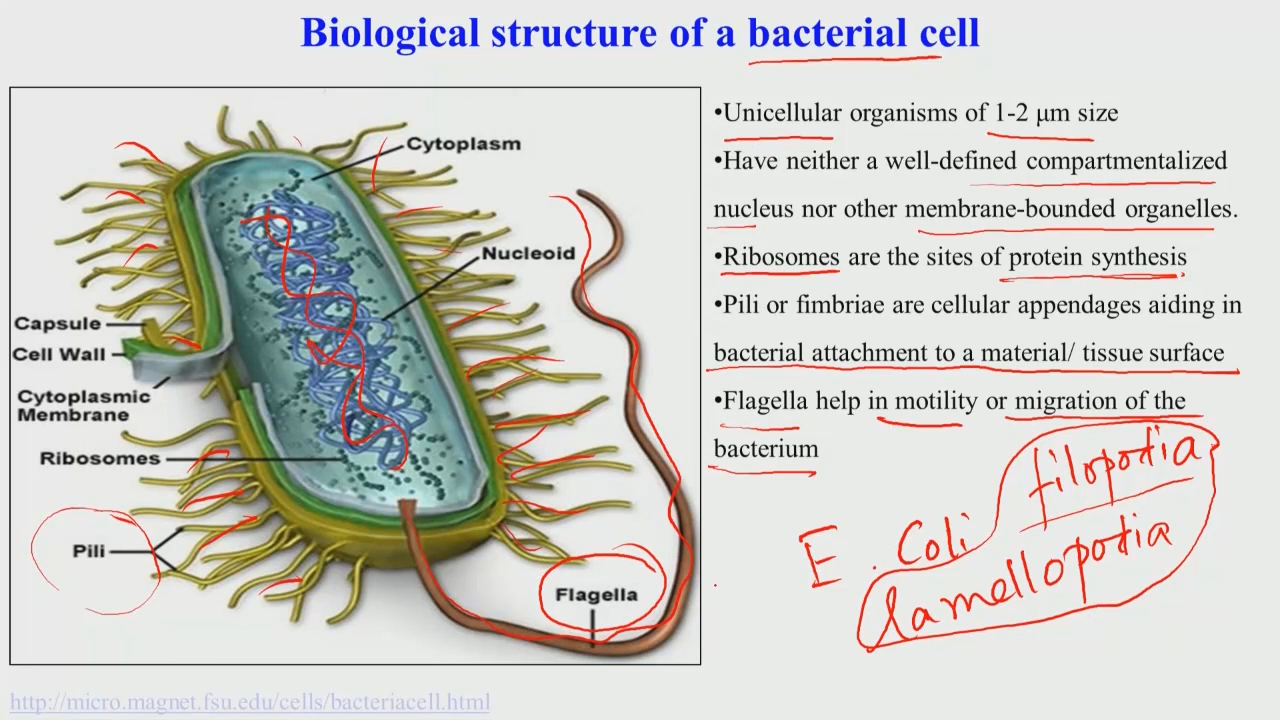 Biological structure of a bacterial cell
Cytoplasm
Nucleoid
Capsule
Cell Wall
Cytoplasmic
Membrane
Ribosomes
Pili
Flagella
•Unicellular organisms of 1-2 μm size
•Have neither a well-defined compartmentalized
nucleus nor other membrane-bounded organelles.
•Ribosomes are the sites of protein synthesis
•Pili or fimbriae are cellular appendages aiding in
bacterial attachment to a material/ tissue surface
•Flagella help in motility or migration of the
bacterium
filopotia
E. Coli
lamellopotia
http://micro.magnet.fsu.edu/cells/bacteriacell.html